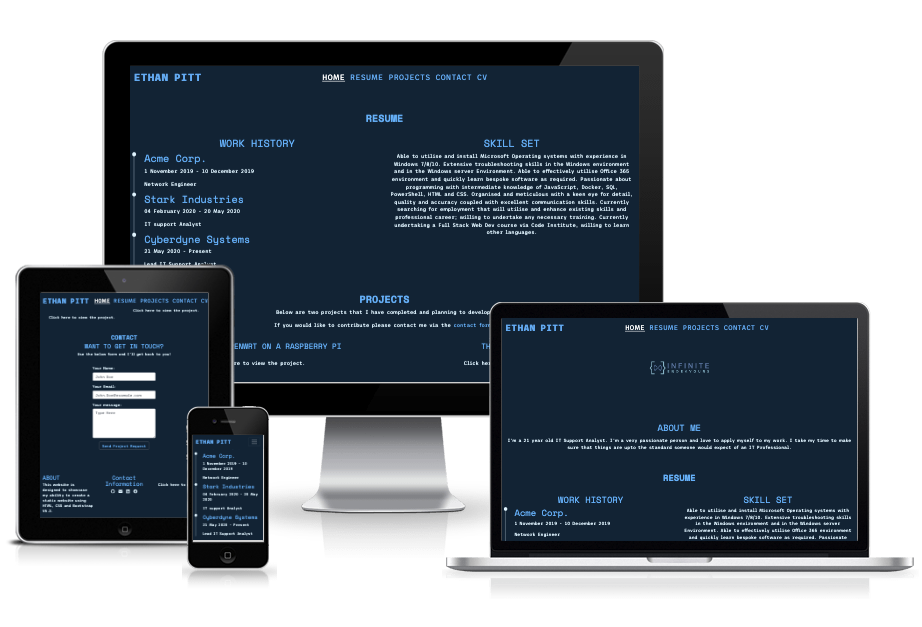 ETHAN PITT
HOME RESUME PROJECTS CONTACT CV
RESUME
WORK HISTORY
Acme Corp.
1 November 2019 - 10 December 2019
Network Engineer
Stark Industries
04 February 2020 - 20 May 2020
IT support Analyst
Cyberdyne Systems
21 May 2020 - Present
Lead IT Support Analyst
SKILL SET
Able to utilise and install Microsoft Operating systems with experience in
Windows 7/8/10. Extensive troubleshooting skills in the Windows environment
and in the Windows server Environment. Able to effectively utilise Office 365
environment and quickly learn bespoke software as required. Passionate about
programming with intermediate knowledge of JavaScript, Docker, SQL,
PowerShell, HTML and CSS. Organised and meticulous with a keen eye for detail,
quality and accuracy coupled with excellent communication skills. Currently
searching for employment that will utilise and enhance existing skills and
professional career; willing to undertake any necessary training. Currently
undertaking a Full Stack Web Dev course via Code Institute, willing to learn
other languages.
PROJECTS
Below are two projects that I have completed and planning to develop
If you would like to contribute please contact me via the contact form
ON A RASPBERRY PI
to view the project.
Click
ETHAN PITT
HOME RESUME PROJECTS CONTACT CV
Click here to view the project.
Click here to view the project.
CONTACT
WANT TO GET IN TOUCH?
Use the below form and I'll get back to you!
Your Name:
Your Email:
Your message:
Type Here
Send Project Request
ABOUT
This website is
designed to showcase
my ability to create a
static website using
HTML, CSS and Bootstrap
Contact
Information
Click here to
ETHAN PITT
Acme Corp.
1 November 2019 - 10
December 2019
Network Engineer
Stark Industries
04 February 2020 - 20 May
2020
IT support Analyst
Cyberdyne Systems
21 May 2020 - Present
Lead IT Support Analyst
ETHAN PITT
HOME RESUME PROJECTS CONTACT CV
INFINITE
ABOUT ME
I'm a 21 year old IT Support Analyst. I'm a very passionate person and love to apply myself to my work. I take my time to make
sure that things are upto the standard someone would expect of an IT Professional.
RESUME
WORK HISTORY
Acme Corp.
1 November 2019 - 10 December 2019
Network Engineer
SKILL SET
Able to utilise and install Microsoft Operating systems with
experience in Windows 7/8/10. Extensive troubleshooting skills
in the Windows environment and in the Windows server
Environment. Able to effectively utilise Office 365 environment
and quickly learn bespoke software as required. Passionate